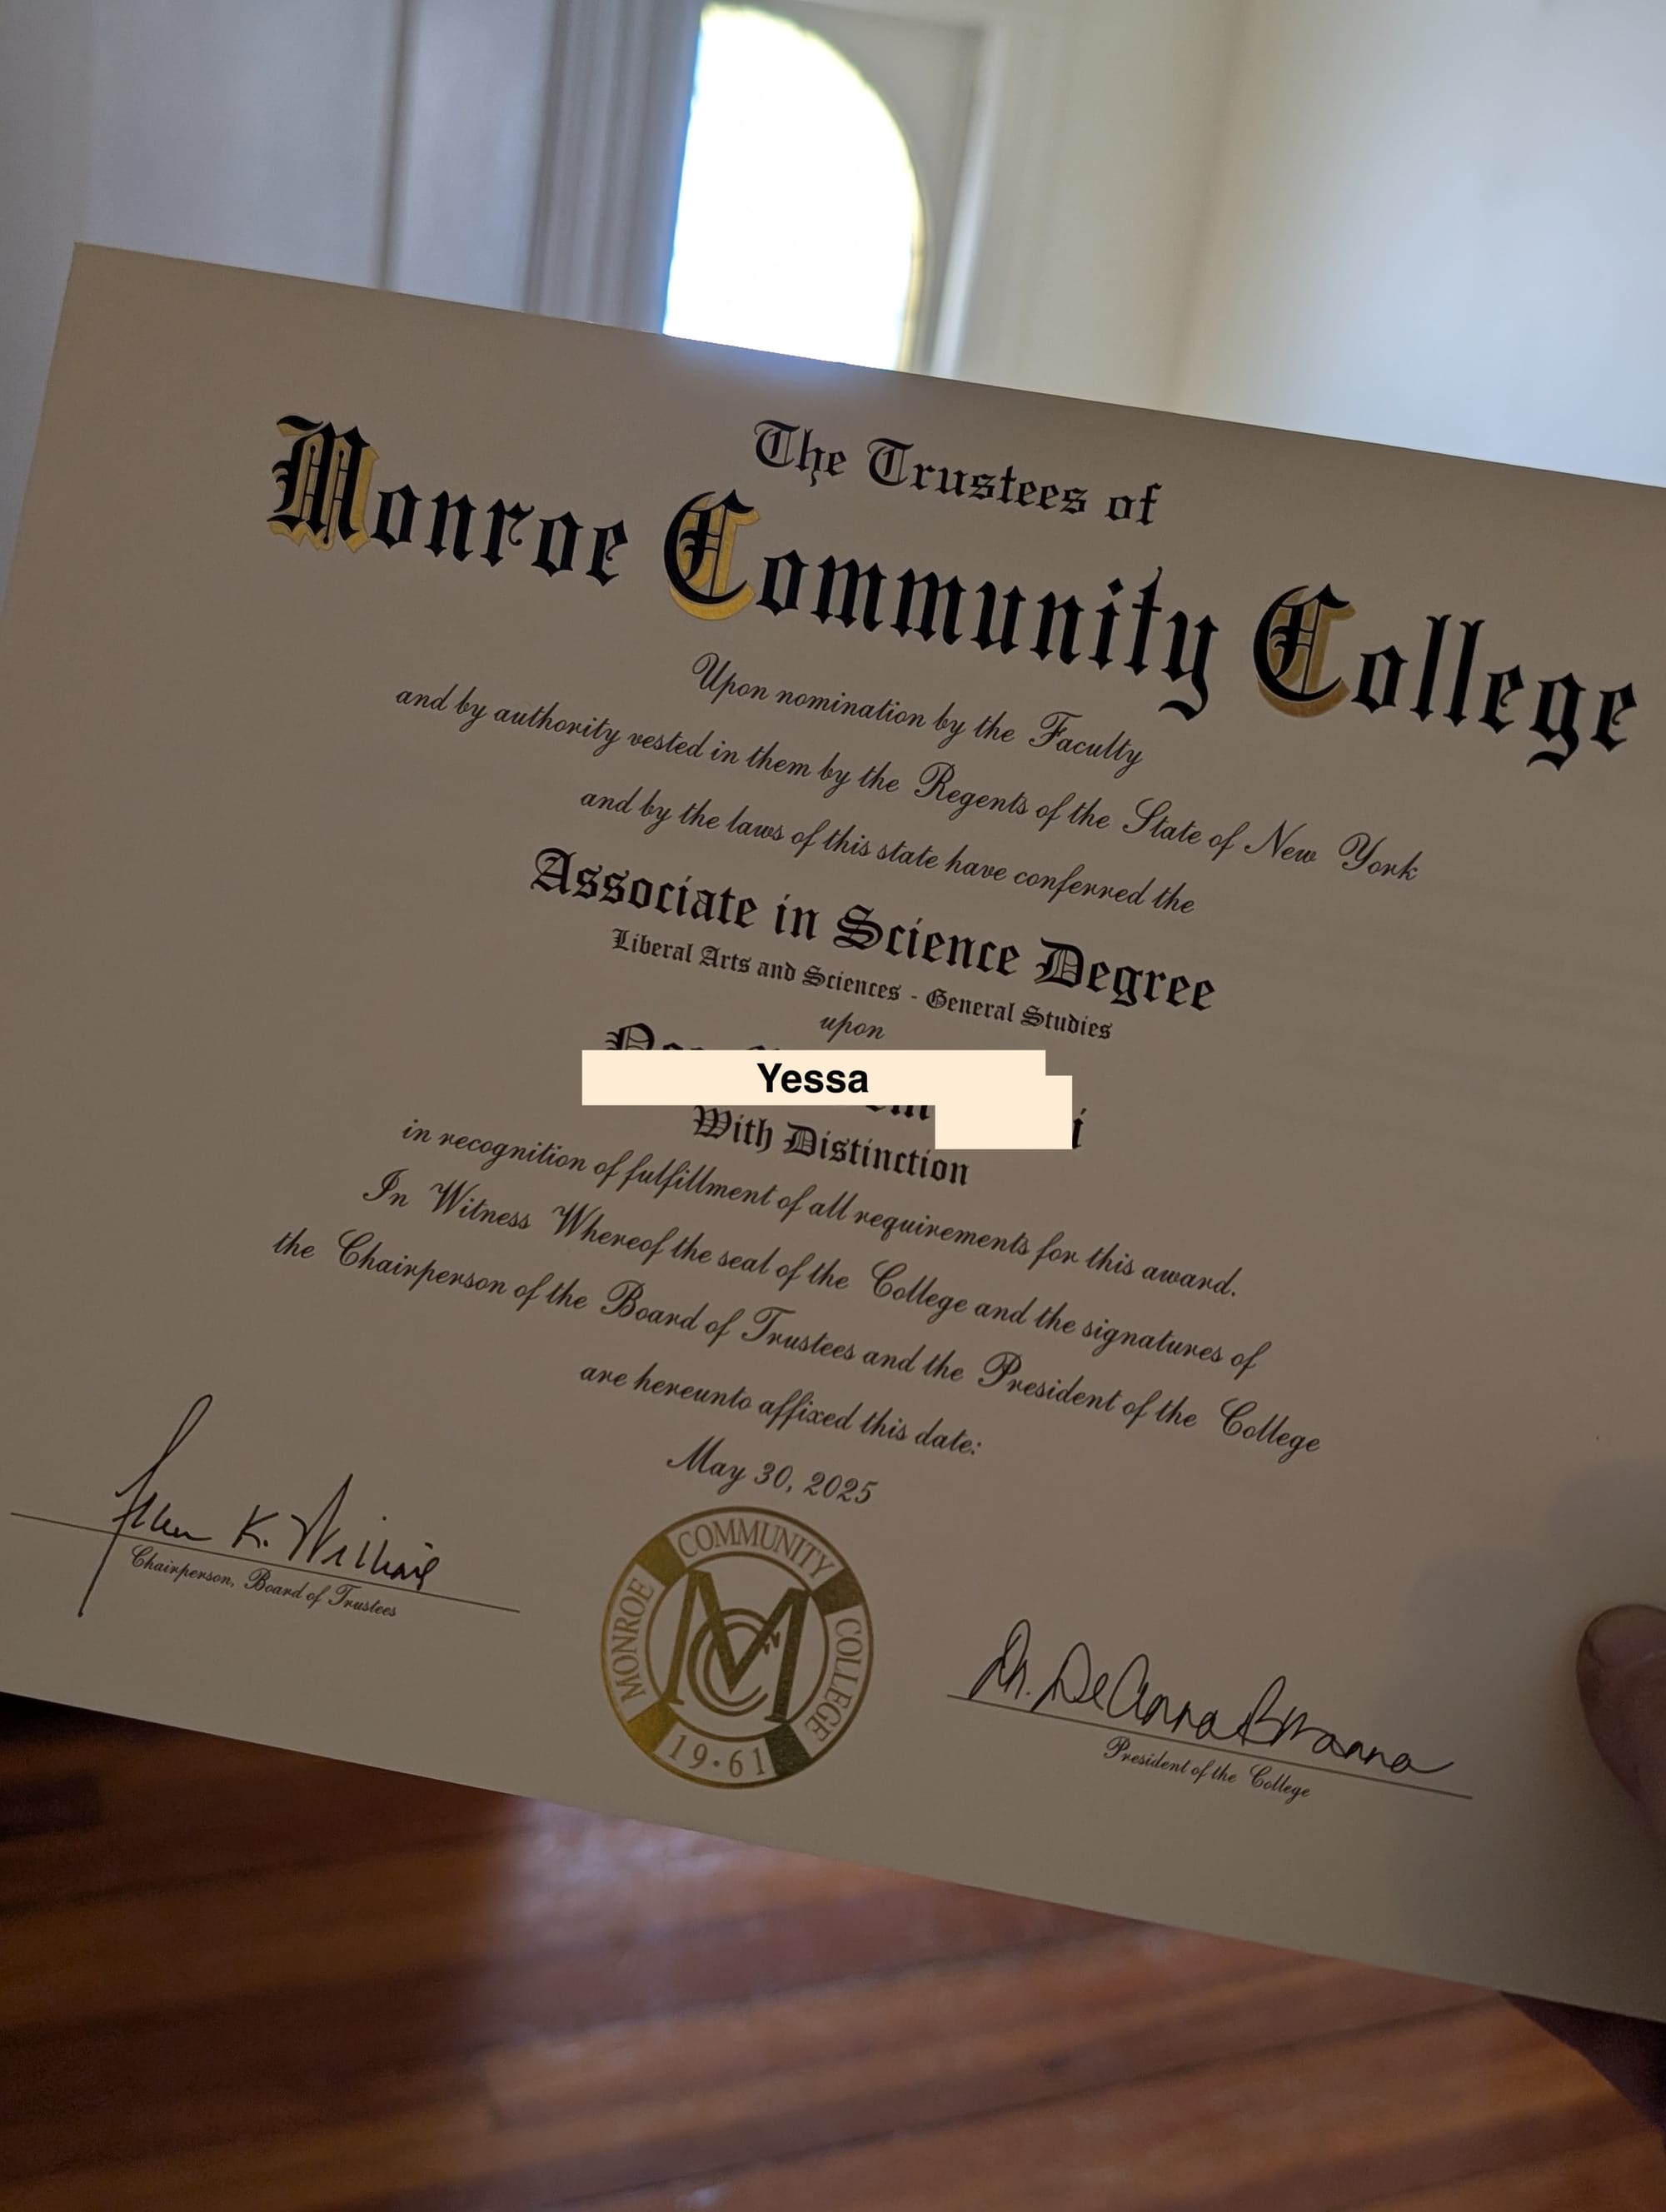 The Trustees of
Monroe Community College
Upon nomination by the Faculty
and by authority vested in them by the Regents of the State of New York
and by the laws of this state have conferred the
Associate in Science Degree
Liberal Arts and Sciences - General Studies
upon
Yessa
With Distinction
in recognition of fulfillment of all requirements for this award.
In Witness Whereof the seal of the College and the signatures of
the Chairperson of the Board of Trustees and the President of the College
are hereunto affixed this date:
May 30, 2025
Chairperson, Board of Trustees
MONROE COMMUNITY COLLEGE
MCC
19·61
Dr. DeAnna
President of the College